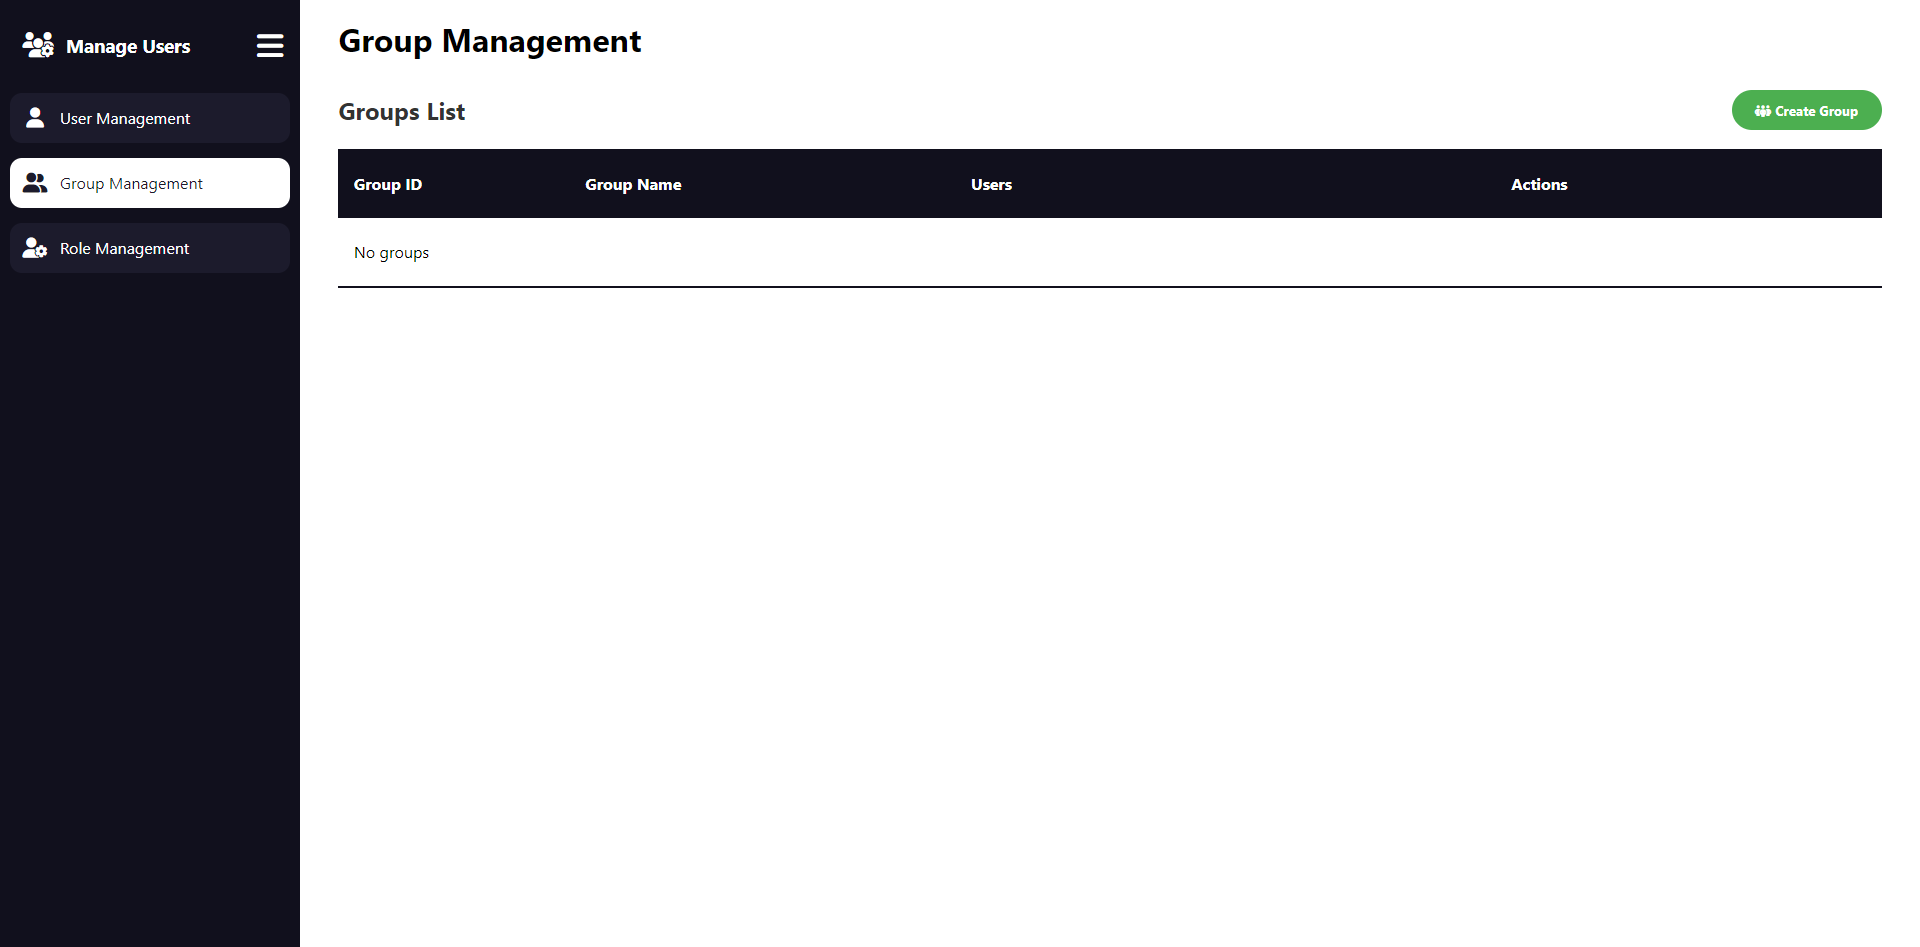 Manage Users
User Management
Group Management
Role Management
Group Management
Groups List
Create Group
Group ID Group Name Users Actions
No groups